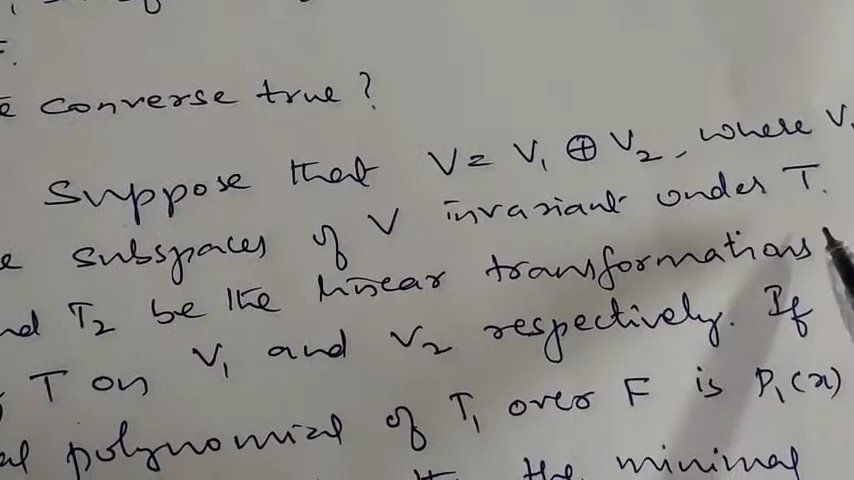 F.
converse true?
Suppose that V = V₁ ⊕ V₂, where V
subspaces of V invariant under T.
T₂ be the linear transformations
T on V₁ and V₂ respectively. If
polynomial of T₁ over F is P₁(x)
the minimal